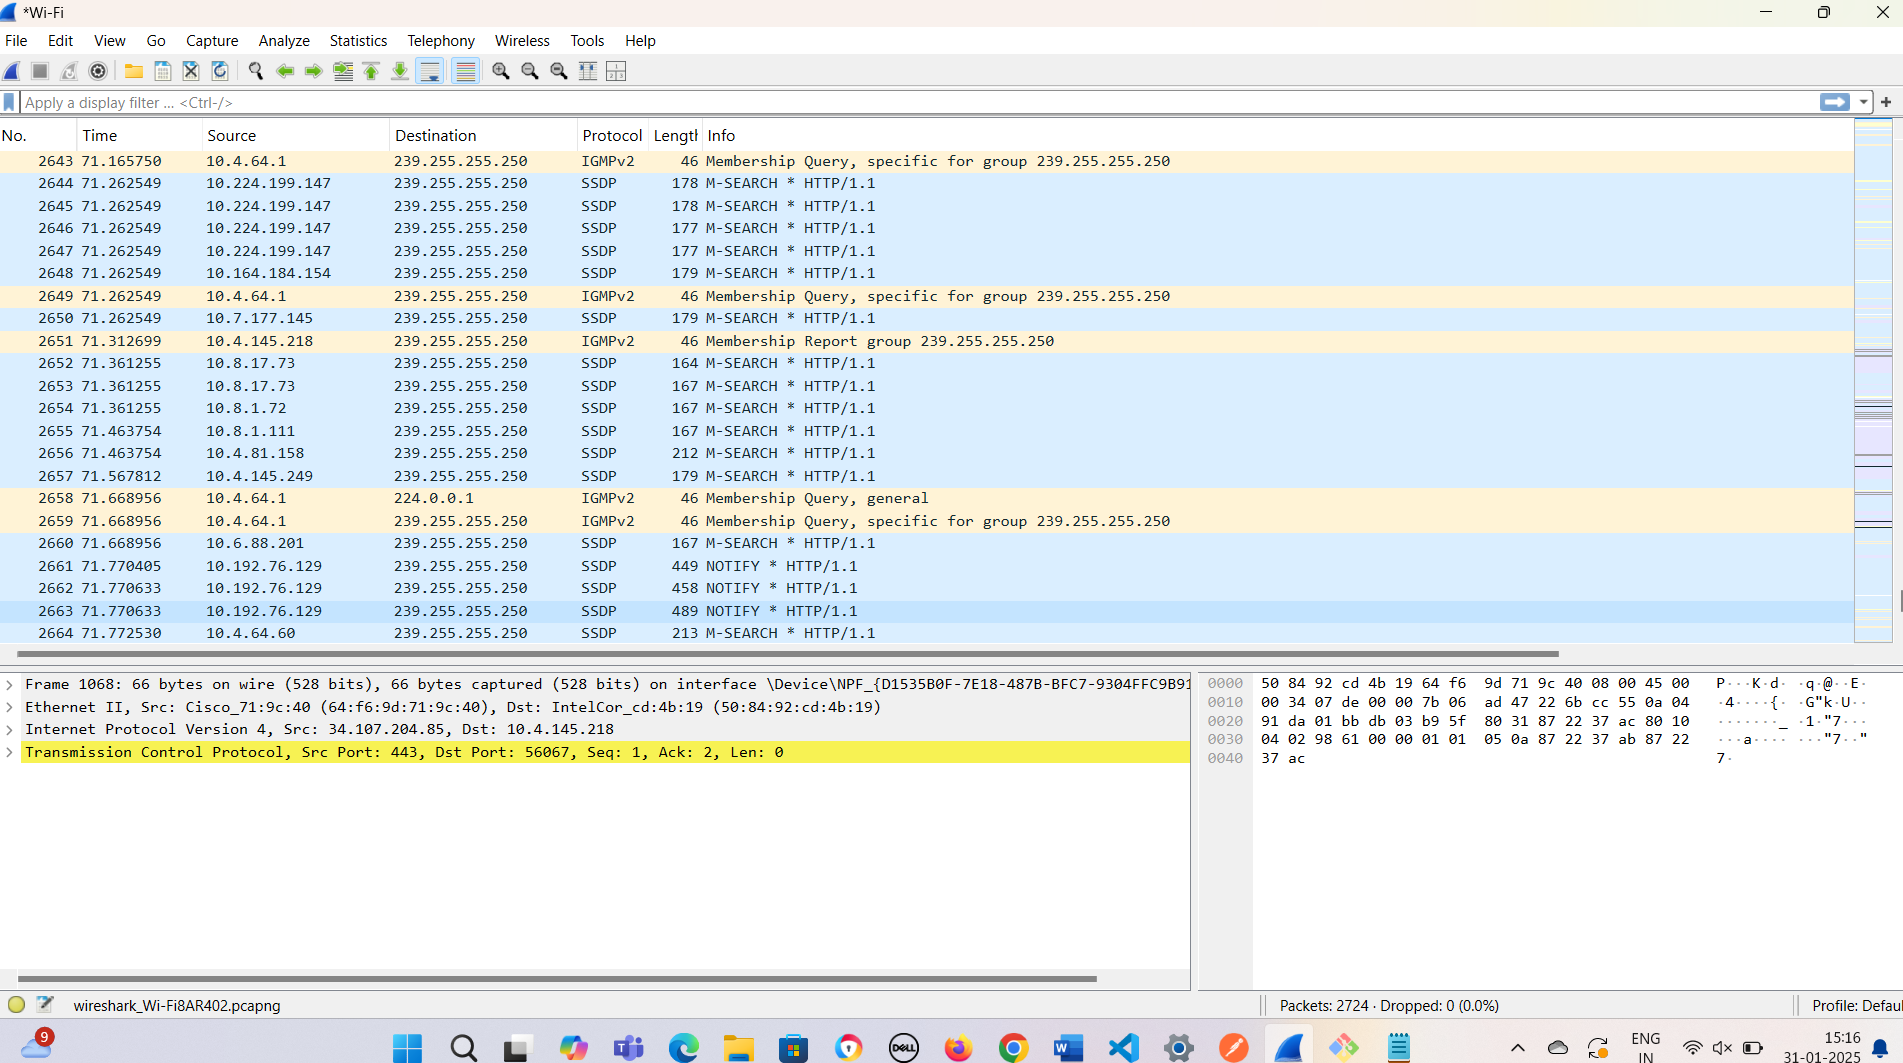 *Wi-Fi
File Edit View Go Capture Analyze Statistics Telephony Wireless Tools Help
Apply a display filter ... <Ctrl-/>
No. Time Source Destination Protocol Length Info
2643 71.165750 10.4.64.1 239.255.255.250 IGMPv2 46 Membership Query, specific for group 239.255.255.250
2644 71.262549 10.224.199.147 239.255.255.250 SSDP 178 M-SEARCH * HTTP/1.1
2645 71.262549 10.224.199.147 239.255.255.250 SSDP 178 M-SEARCH * HTTP/1.1
2646 71.262549 10.224.199.147 239.255.255.250 SSDP 177 M-SEARCH * HTTP/1.1
2647 71.262549 10.224.199.147 239.255.255.250 SSDP 177 M-SEARCH * HTTP/1.1
2648 71.262549 10.164.184.154 239.255.255.250 SSDP 179 M-SEARCH * HTTP/1.1
2649 71.262549 10.4.64.1 239.255.255.250 IGMPv2 46 Membership Query, specific for group 239.255.255.250
2650 71.262549 10.7.177.145 239.255.255.250 SSDP 179 M-SEARCH * HTTP/1.1
2651 71.312699 10.4.145.218 239.255.255.250 IGMPv2 46 Membership Report group 239.255.255.250
2652 71.361255 10.8.17.73 239.255.255.250 SSDP 164 M-SEARCH * HTTP/1.1
2653 71.361255 10.8.17.73 239.255.255.250 SSDP 167 M-SEARCH * HTTP/1.1
2654 71.361255 10.8.1.72 239.255.255.250 SSDP 167 M-SEARCH * HTTP/1.1
2655 71.463754 10.8.1.111 239.255.255.250 SSDP 167 M-SEARCH * HTTP/1.1
2656 71.463754 10.4.81.158 239.255.255.250 SSDP 212 M-SEARCH * HTTP/1.1
2657 71.567812 10.4.145.249 239.255.255.250 SSDP 179 M-SEARCH * HTTP/1.1
2658 71.668956 10.4.64.1 224.0.0.1 IGMPv2 46 Membership Query, general
2659 71.668956 10.4.64.1 239.255.255.250 IGMPv2 46 Membership Query, specific for group 239.255.255.250
2660 71.668956 10.6.88.201 239.255.255.250 SSDP 167 M-SEARCH * HTTP/1.1
2661 71.770405 10.192.76.129 239.255.255.250 SSDP 449 NOTIFY * HTTP/1.1
2662 71.770633 10.192.76.129 239.255.255.250 SSDP 458 NOTIFY * HTTP/1.1
2663 71.770633 10.192.76.129 239.255.255.250 SSDP 489 NOTIFY * HTTP/1.1
2664 71.772530 10.4.64.60 239.255.255.250 SSDP 213 M-SEARCH * HTTP/1.1
Frame 1068: 66 bytes on wire (528 bits), 66 bytes captured (528 bits) on interface \Device\NPF_{D1535B0F-7E18-487B-BFC7-9304FFC9B91
Ethernet II, Src: Cisco_71:9c:40 (64:f6:9d:71:9c:40), Dst: IntelCor_cd:4b:19 (50:84:92:cd:4b:19)
Internet Protocol Version 4, Src: 34.107.204.85, Dst: 10.4.145.218
Transmission Control Protocol, Src Port: 443, Dst Port: 56067, Seq: 1, Ack: 2, Len: 0
0000 50 84 92 cd 4b 19 64 f6 9d 71 9c 40 08 00 45 00 P···K·d· ·q·@··E·
0010 00 34 07 de 00 00 7b 06 ad 47 22 6b cc 55 0a 04 ·4····{· ·G"k·U··
0020 91 da 01 bb db 03 b9 5f 80 31 87 22 37 ac 80 10 ·······_ ·1·"7···
0030 04 02 98 61 00 00 01 01 05 0a 87 22 37 ab 87 22 ···a···· ···"7··"
0040 37 ac 7·
wireshark_Wi-Fi8AR402.pcapng
Packets: 2724 · Dropped: 0 (0.0%)
Profile: Defau
9
DELL
ENG
IN
15:16
31-01-2025